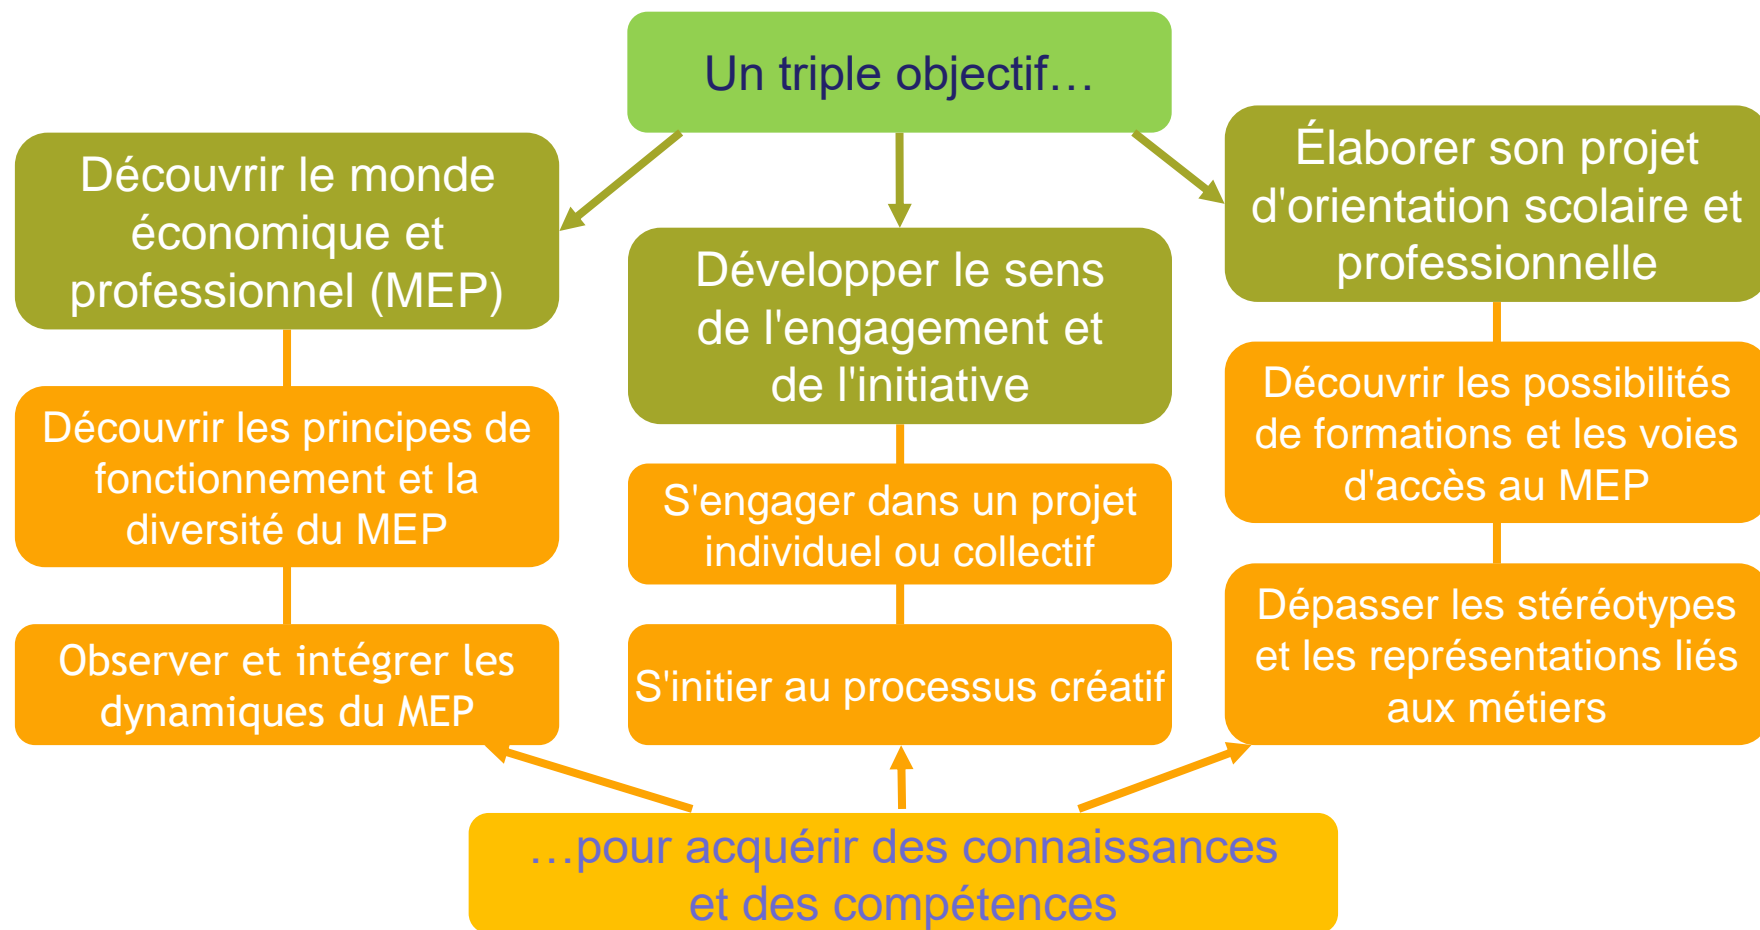 Un triple objectif…
Découvrir le monde
économique et
professionnel (MEP)
Découvrir les principes de
fonctionnement et la
diversité du MEP
Observer et intégrer les
dynamiques du MEP
Développer le sens
de l'engagement et
de l'initiative
S'engager dans un projet
individuel ou collectif
S'initier au processus créatif
Élaborer son projet
d'orientation scolaire et
professionnelle
Découvrir les possibilités
de formations et les voies
d'accès au MEP
Dépasser les stéréotypes
et les représentations liés
aux métiers
…pour acquérir des connaissances
et des compétences